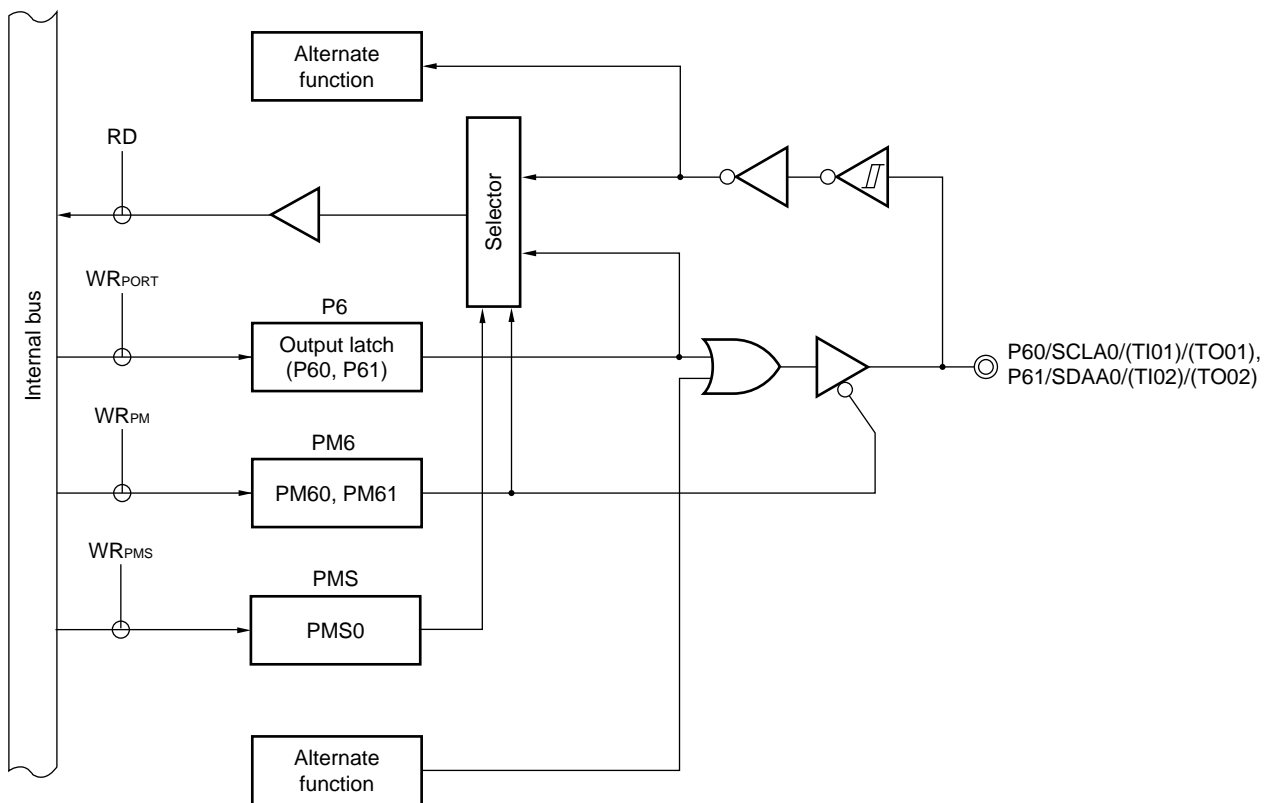 Alternate
function
RD
Selector
WRPORT
P6
Output latch
(P60, P61)
Internal bus
P60/SCLA0/(TI01)/(TO01),
P61/SDAA0/(TI02)/(TO02)
WRPM
PM6
PM60, PM61
WRPMS
PMS
PMS0
Alternate
function